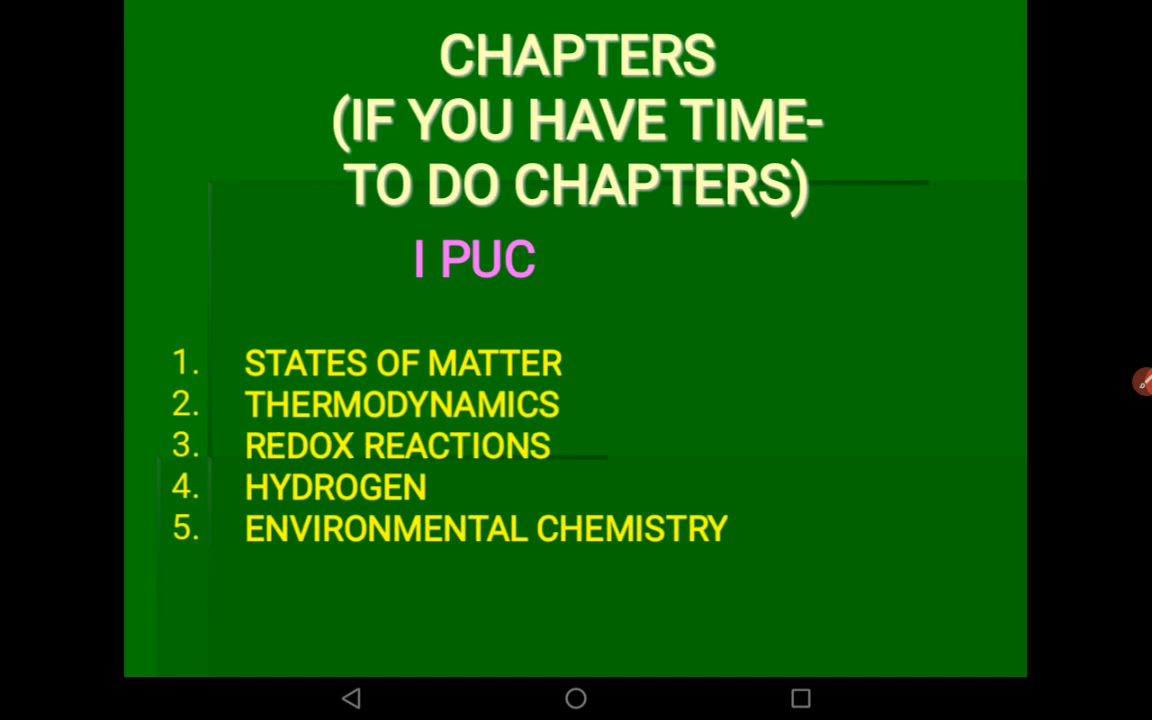 CHAPTERS
(IF YOU HAVE TIME-
TO DO CHAPTERS)
I PUC
1. STATES OF MATTER
2. THERMODYNAMICS
3. REDOX REACTIONS
4. HYDROGEN
5. ENVIRONMENTAL CHEMISTRY